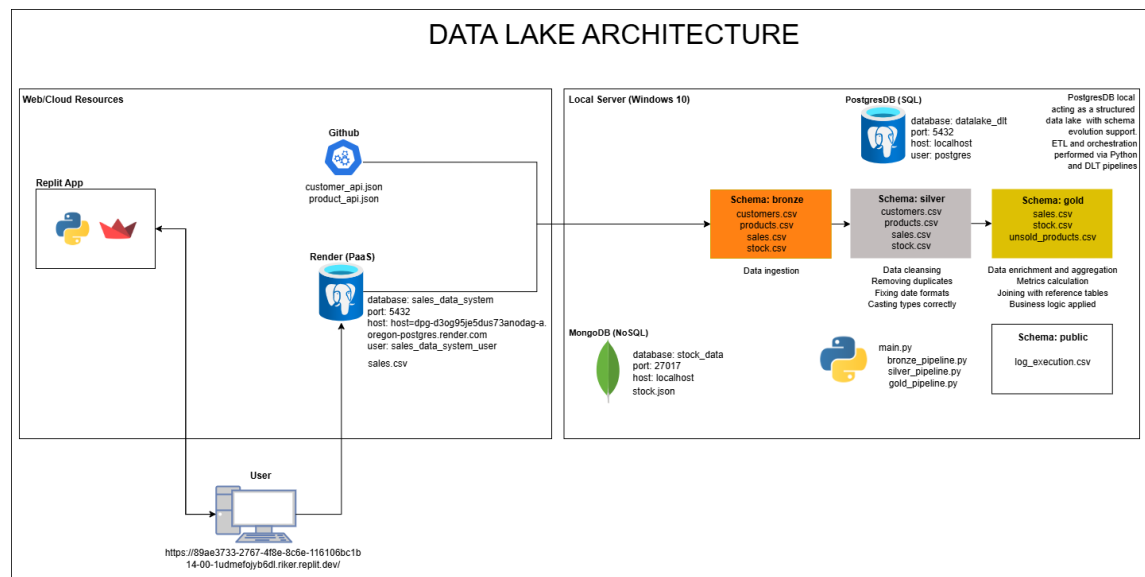 DATA LAKE ARCHITECTURE
Web/Cloud Resources
Github
customer_api.json
product_api.json
Replit App
Render (PaaS)
database: sales_data_system
port: 5432
host: host=dpg-d3og95je5dus73anodag-a.
oregon-postgres.render.com
user: sales_data_system_user
sales.csv
User
https://89ae3733-2767-4f8e-8c6e-116106bc1b
14-00-1udmefojyb6dl.riker.replit.dev/
Local Server (Windows 10)
PostgresDB (SQL)
database: datalake_dlt
port: 5432
host: localhost
user: postgres
PostgresDB local
acting as a structured
data lake with schema
evolution support.
ETL and orchestration
performed via Python
and DLT pipelines
Schema: bronze
customers.csv
products.csv
sales.csv
stock.csv
Data ingestion
Schema: silver
customers.csv
products.csv
sales.csv
stock.csv
Data cleansing
Removing duplicates
Fixing date formats
Casting types correctly
Schema: gold
sales.csv
stock.csv
unsold_products.csv
Data enrichment and aggregation
Metrics calculation
Joining with reference tables
Business logic applied
MongoDB (NoSQL)
database: stock_data
port: 27017
host: localhost
stock.json
main.py
bronze_pipeline.py
silver_pipeline.py
gold_pipeline.py
Schema: public
log_execution.csv